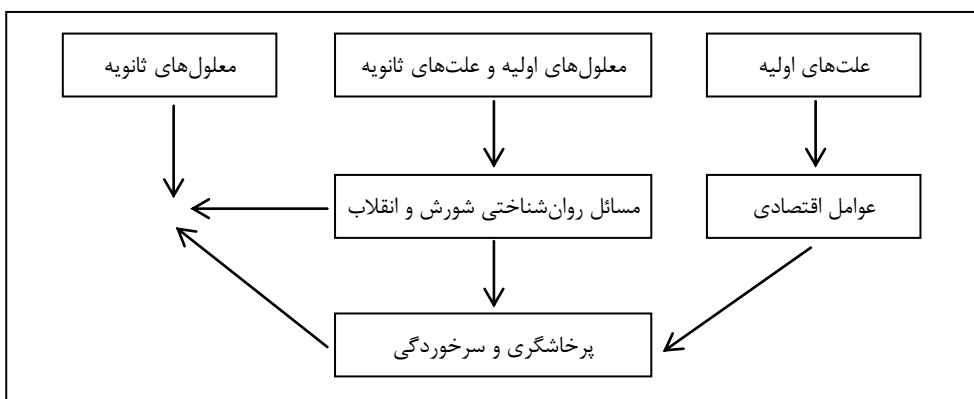 علت‌های اولیه
معلول‌های اولیه و علت‌های ثانویه
معلول‌های ثانویه
عوامل اقتصادی
مسائل روان‌شناختی شورش و انقلاب
پرخاشگری و سرخوردگی